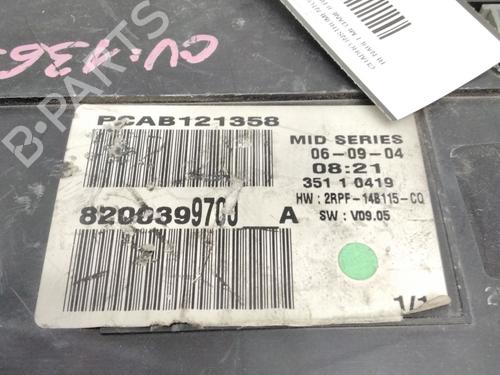 CV-136
B-PARTS
PCAB121358
8200399700 A
MID SERIES
06-09-04
08:21
351 1 0419
HW : 2RPF-14B115-CQ
SW : V09.05
1/1